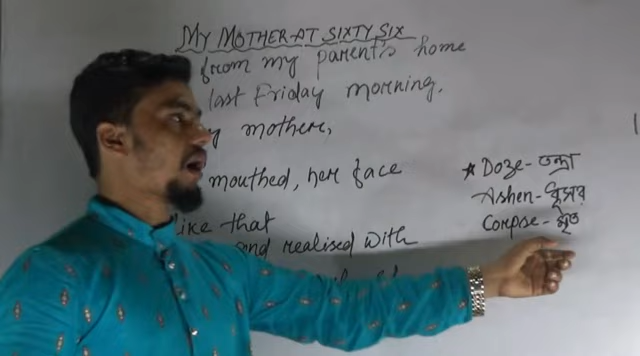 MY MOTHER AT SIXTY SIX
from my parent's home
last Friday morning.
mothere,
mouthed, her face
like that
and realised with
* Doze - তন্দ্রা
Ashen - ধূসর
Corpse - মৃত